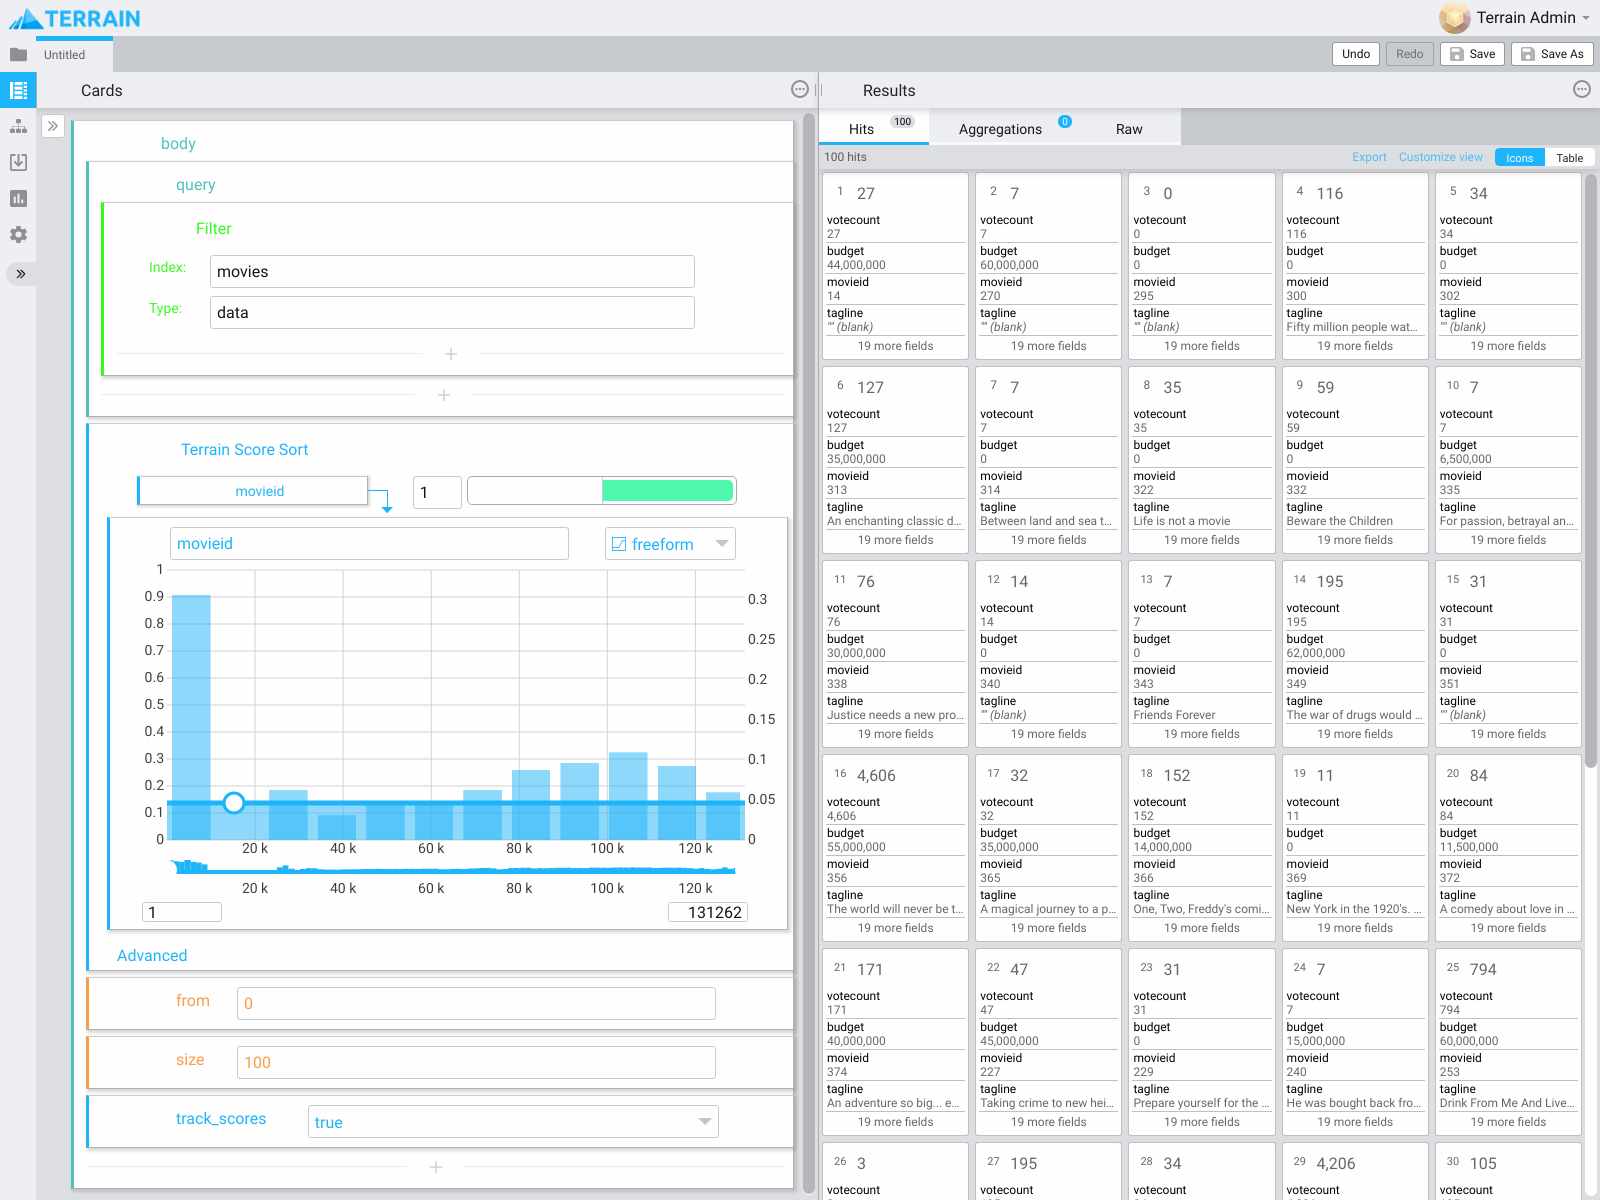 TERRAIN
Terrain Admin
Untitled
Undo
Redo
Save
Save As
Cards
body
query
Filter
Index:
movies
Type:
data
Terrain Score Sort
movieid
1
movieid
freeform
1
0.9
0.8
0.7
0.6
0.5
0.4
0.3
0.2
0.1
0
0.3
0.25
0.2
0.15
0.1
0.05
0
20 k 40 k 60 k 80 k 100 k 120 k
20 k 40 k 60 k 80 k 100 k 120 k
1
131262
Advanced
from
0
size
100
track_scores
true
Results
Hits 100
Aggregations 0
Raw
100 hits
Export
Customize view
Icons
Table
1 27
votecount
27
budget
44,000,000
movieid
14
tagline
"" (blank)
19 more fields
2 7
votecount
7
budget
60,000,000
movieid
270
tagline
"" (blank)
19 more fields
3 0
votecount
0
budget
0
movieid
295
tagline
"" (blank)
19 more fields
4 116
votecount
116
budget
0
movieid
300
tagline
Fifty million people wat...
19 more fields
5 34
votecount
34
budget
0
movieid
302
tagline
"" (blank)
19 more fields
6 127
votecount
127
budget
35,000,000
movieid
313
tagline
An enchanting classic d...
19 more fields
7 7
votecount
7
budget
0
movieid
314
tagline
Between land and sea t...
19 more fields
8 35
votecount
35
budget
0
movieid
322
tagline
Life is not a movie
19 more fields
9 59
votecount
59
budget
0
movieid
332
tagline
Beware the Children
19 more fields
10 7
votecount
7
budget
6,500,000
movieid
335
tagline
For passion, betrayal an...
19 more fields
11 76
votecount
76
budget
30,000,000
movieid
338
tagline
Justice needs a new pro...
19 more fields
12 14
votecount
14
budget
0
movieid
340
tagline
"" (blank)
19 more fields
13 7
votecount
7
budget
0
movieid
343
tagline
Friends Forever
19 more fields
14 195
votecount
195
budget
62,000,000
movieid
349
tagline
The war of drugs would ...
19 more fields
15 31
votecount
31
budget
0
movieid
351
tagline
"" (blank)
19 more fields
16 4,606
votecount
4,606
budget
55,000,000
movieid
356
tagline
The world will never be t...
19 more fields
17 32
votecount
32
budget
35,000,000
movieid
365
tagline
A magical journey to a p...
19 more fields
18 152
votecount
152
budget
14,000,000
movieid
366
tagline
One, Two, Freddy's comi...
19 more fields
19 11
votecount
11
budget
0
movieid
369
tagline
New York in the 1920's. ...
19 more fields
20 84
votecount
84
budget
11,500,000
movieid
372
tagline
A comedy about love in ...
19 more fields
21 171
votecount
171
budget
40,000,000
movieid
374
tagline
An adventure so big... e...
19 more fields
22 47
votecount
47
budget
45,000,000
movieid
227
tagline
Taking crime to new hei...
19 more fields
23 31
votecount
31
budget
0
movieid
229
tagline
Prepare yourself for the ...
19 more fields
24 7
votecount
7
budget
15,000,000
movieid
240
tagline
He was bought back fro...
19 more fields
25 794
votecount
794
budget
60,000,000
movieid
253
tagline
Drink From Me And Live...
19 more fields
26 3
votecount
27 195
votecount
28 34
votecount
29 4,206
votecount
30 105
votecount